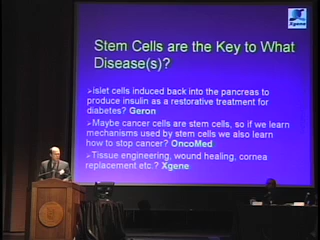 Xgene
Stem Cells are the Key to What
Disease(s)?
➢islet cells induced back into the pancreas to
produce insulin as a restorative treatment for
diabetes? Geron
➢Maybe cancer cells are stem cells, so if we learn
mechanisms used by stem cells we also learn
how to stop cancer? OncoMed
➢Tissue engineering, wound healing, cornea
replacement etc.? Xgene